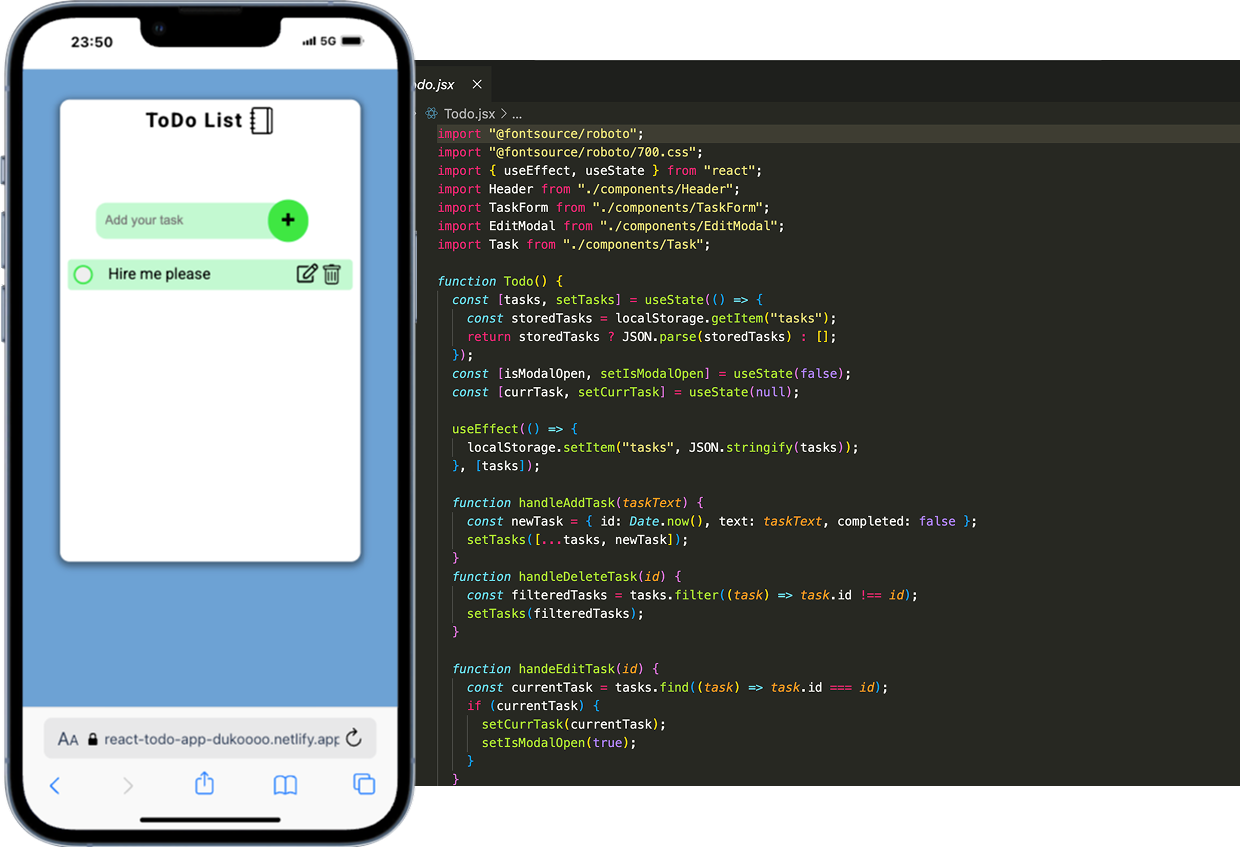 23:50
5G
ToDo List
Add your task
Hire me please
AA react-todo-app-dukoooo.netlify.app
do.jsx ×
Todo.jsx > ...
import "@fontsource/roboto";
import "@fontsource/roboto/700.css";
import { useEffect, useState } from "react";
import Header from "./components/Header";
import TaskForm from "./components/TaskForm";
import EditModal from "./components/EditModal";
import Task from "./components/Task";
function Todo() {
const [tasks, setTasks] = useState(() => {
const storedTasks = localStorage.getItem("tasks");
return storedTasks ? JSON.parse(storedTasks) : [];
});
const [isModalOpen, setIsModalOpen] = useState(false);
const [currTask, setCurrTask] = useState(null);
useEffect(() => {
localStorage.setItem("tasks", JSON.stringify(tasks));
}, [tasks]);
function handleAddTask(taskText) {
const newTask = { id: Date.now(), text: taskText, completed: false };
setTasks([...tasks, newTask]);
}
function handleDeleteTask(id) {
const filteredTasks = tasks.filter((task) => task.id !== id);
setTasks(filteredTasks);
}
function handeEditTask(id) {
const currentTask = tasks.find((task) => task.id === id);
if (currentTask) {
setCurrTask(currentTask);
setIsModalOpen(true);
}
}